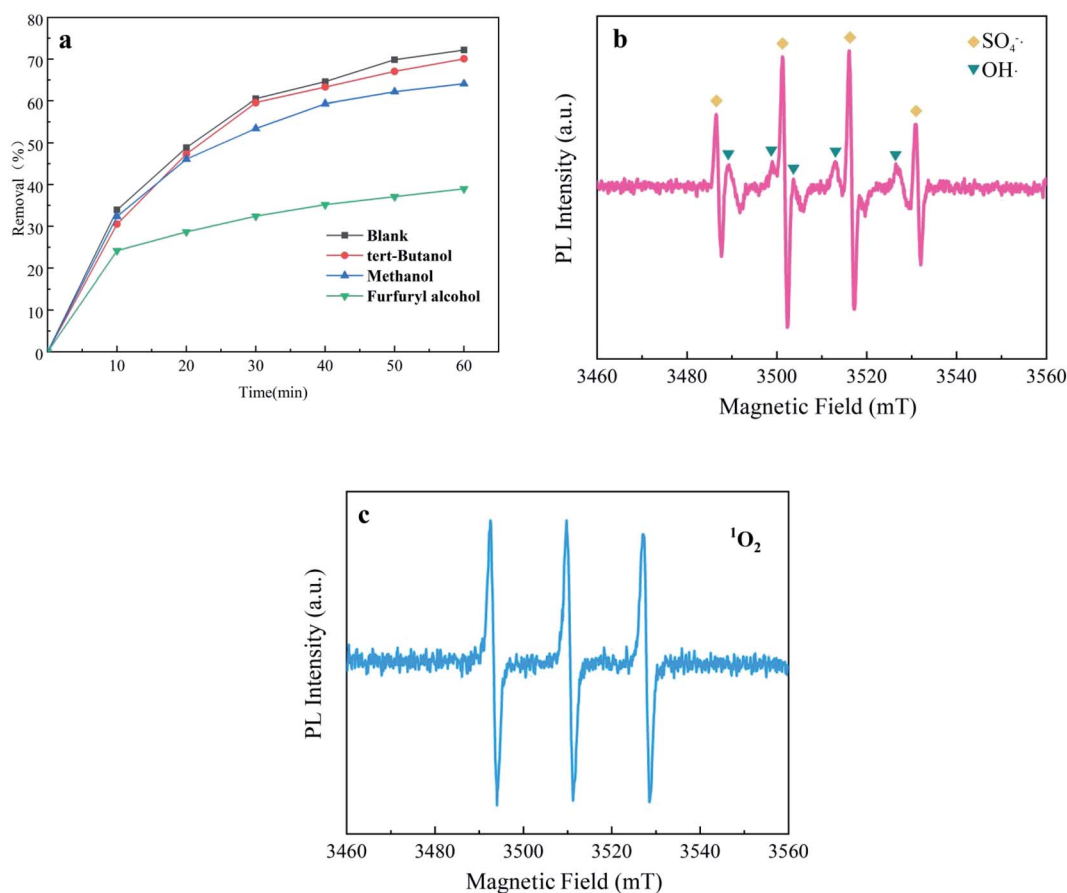 a
80
70
60
50
40
30
20
10
0
Removal (%)
Blank
tert-Butanol
Methanol
Furfuryl alcohol
10 20 30 40 50 60
Time(min)
b
SO₄⁻·
OH·
PL Intensity (a.u.)
3460 3480 3500 3520 3540 3560
Magnetic Field (mT)
c
¹O₂
PL Intensity (a.u.)
3460 3480 3500 3520 3540 3560
Magnetic Field (mT)